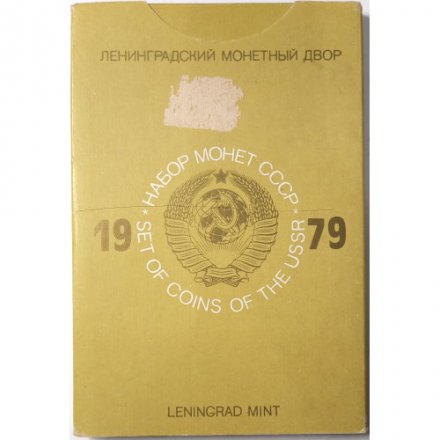 ЛЕНИНГРАДСКИЙ МОНЕТНЫЙ ДВОР
* НАБОР МОНЕТ СССР *
19 79
SET OF COINS OF THE USSR
LENINGRAD MINT